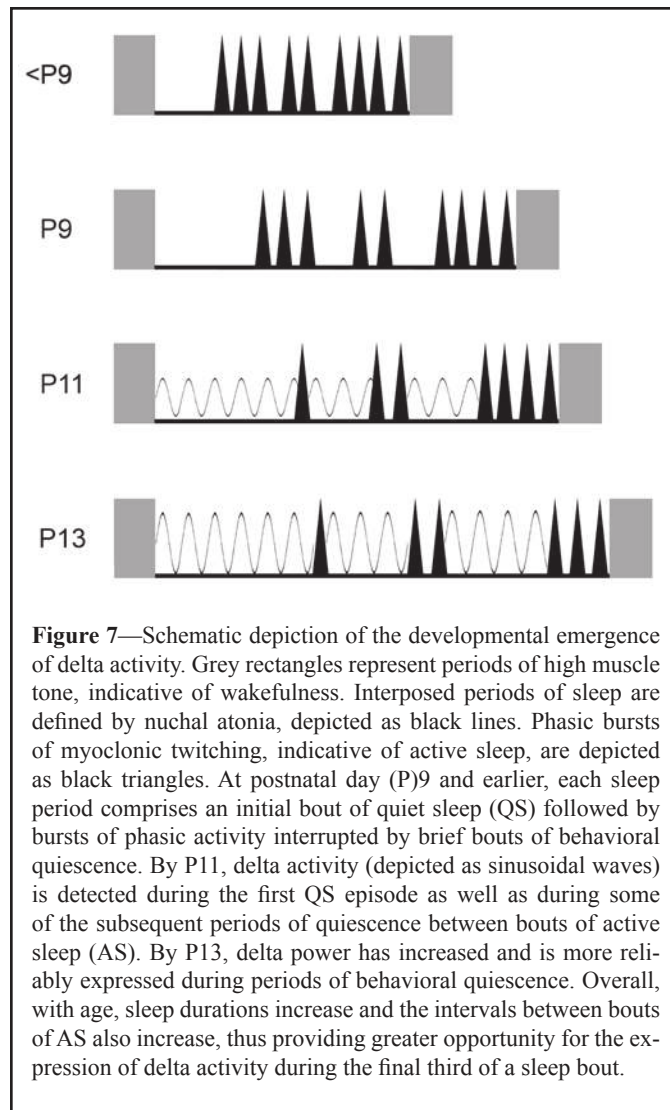 <P9
P9
P11
P13
Figure 7—Schematic depiction of the developmental emergence
of delta activity. Grey rectangles represent periods of high muscle
tone, indicative of wakefulness. Interposed periods of sleep are
defined by nuchal atonia, depicted as black lines. Phasic bursts
of myoclonic twitching, indicative of active sleep, are depicted
as black triangles. At postnatal day (P)9 and earlier, each sleep
period comprises an initial bout of quiet sleep (QS) followed by
bursts of phasic activity interrupted by brief bouts of behavioral
quiescence. By P11, delta activity (depicted as sinusoidal waves)
is detected during the first QS episode as well as during some
of the subsequent periods of quiescence between bouts of active
sleep (AS). By P13, delta power has increased and is more reli-
ably expressed during periods of behavioral quiescence. Overall,
with age, sleep durations increase and the intervals between bouts
of AS also increase, thus providing greater opportunity for the ex-
pression of delta activity during the final third of a sleep bout.